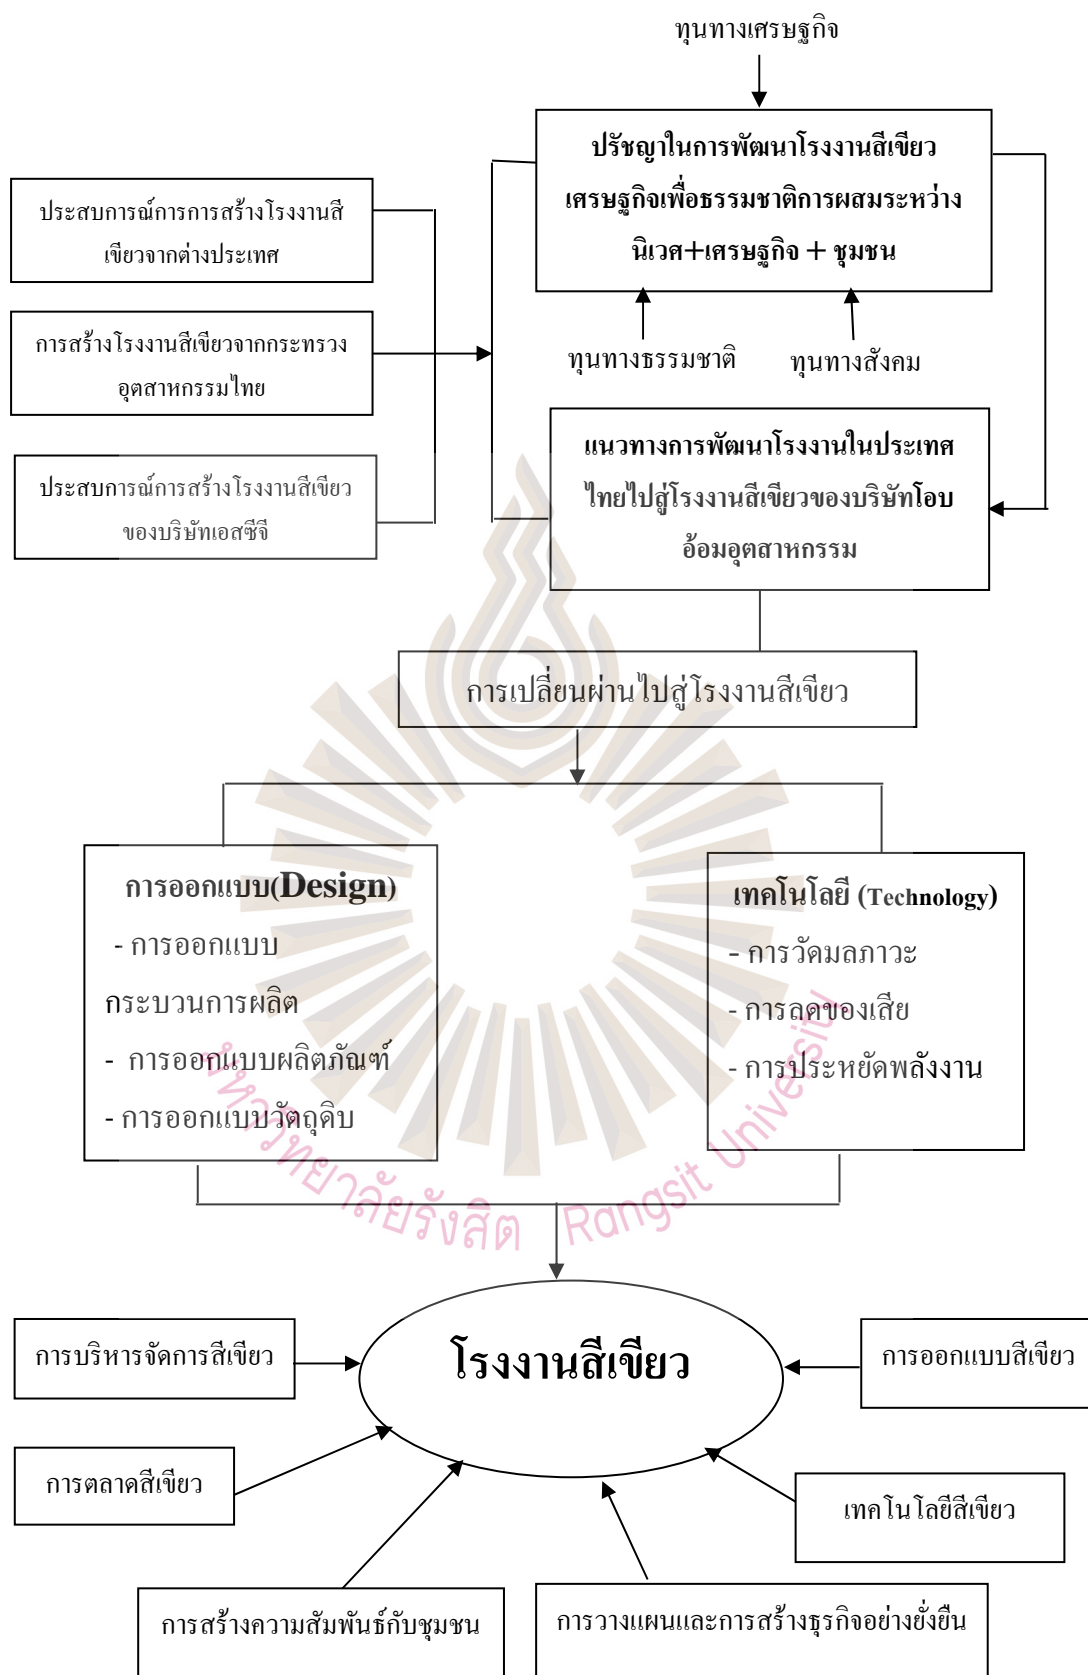 ทุนทางเศรษฐกิจ
ปรัชญาในการพัฒนาโรงงานสีเขียว
เศรษฐกิจเพื่อธรรมชาติการผสมระหว่าง
นิเวศ+เศรษฐกิจ + ชุมชน
ประสบการณ์การการสร้างโรงงานสี
เขียวจากต่างประเทศ
การสร้างโรงงานสีเขียวจากกระทรวง
อุตสาหกรรมไทย
ทุนทางธรรมชาติ
ทุนทางสังคม
ประสบการณ์การสร้างโรงงานสีเขียว
ของบริษัทเอสซีจี
แนวทางการพัฒนาโรงงานในประเทศ
ไทยไปสู่โรงงานสีเขียวของบริษัทโอบ
อ้อมอุตสาหกรรม
การเปลี่ยนผ่านไปสู่โรงงานสีเขียว
การออกแบบ(Design)
- การออกแบบ
กระบวนการผลิต
- การออกแบบผลิตภัณฑ์
- การออกแบบวัตถุดิบ
เทคโนโลยี (Technology)
- การวัดมลภาวะ
- การลดของเสีย
- การประหยัดพลังงาน
มหาวิทยาลัยรังสิต Rangsit University
โรงงานสีเขียว
การบริหารจัดการสีเขียว
การออกแบบสีเขียว
การตลาดสีเขียว
เทคโนโลยีสีเขียว
การสร้างความสัมพันธ์กับชุมชน
การวางแผนและการสร้างธุรกิจอย่างยั่งยืน